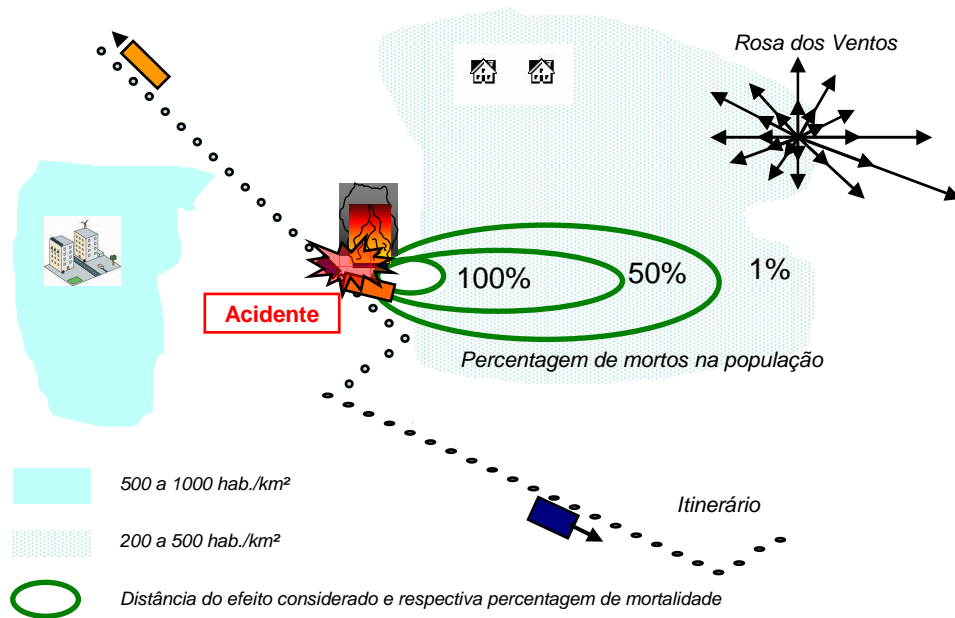 Rosa dos Ventos
100%
50%
1%
Acidente
Percentagem de mortos na população
500 a 1000 hab./km²
Itinerário
200 a 500 hab./km²
Distância do efeito considerado e respectiva percentagem de mortalidade